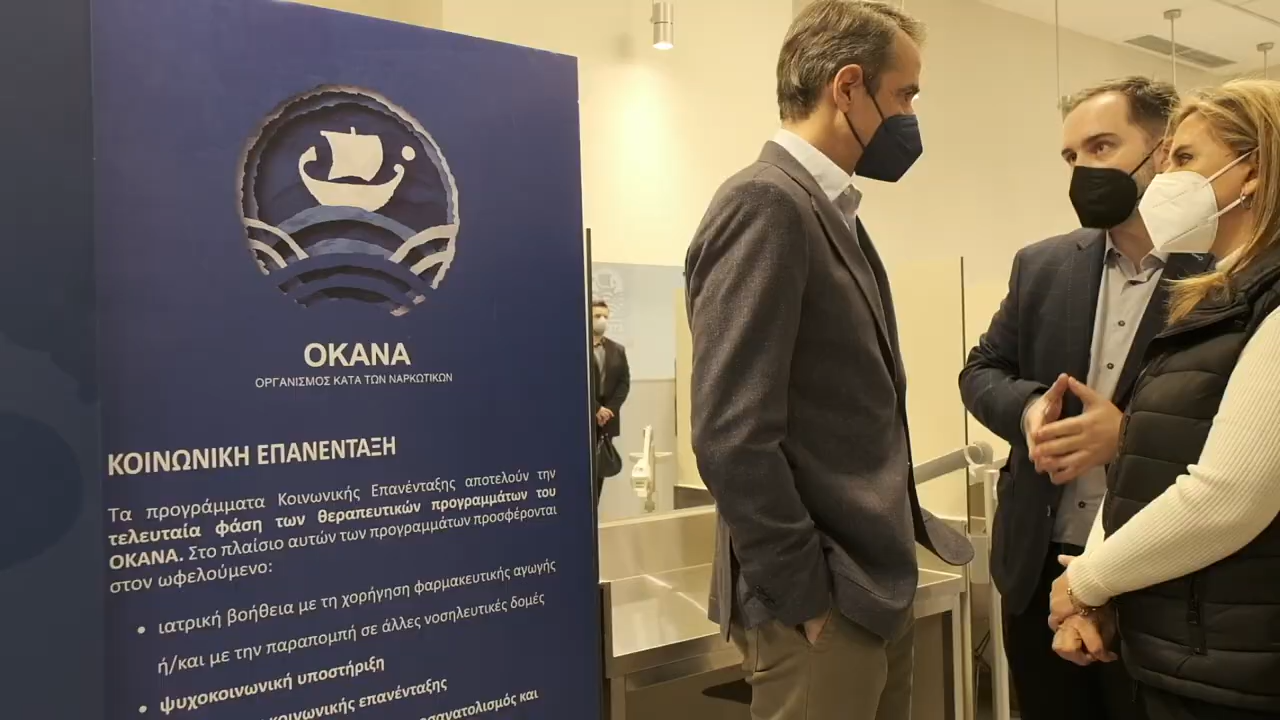 ΟΚΑΝΑ
ΟΡΓΑΝΙΣΜΟΣ ΚΑΤΑ ΤΩΝ ΝΑΡΚΩΤΙΚΩΝ
ΚΟΙΝΩΝΙΚΗ ΕΠΑΝΕΝΤΑΞΗ
Τα προγράμματα Κοινωνικής Επανένταξης αποτελούν την
τελευταία φάση των θεραπευτικών προγραμμάτων του
ΟΚΑΝΑ. Στο πλαίσιο αυτών των προγραμμάτων προσφέρονται
στον ωφελούμενο:
• ιατρική βοήθεια με τη χορήγηση φαρμακευτικής αγωγής
ή/και με την παραπομπή σε άλλες νοσηλευτικές δομές
• ψυχοκοινωνική υποστήριξη
επανένταξης
και